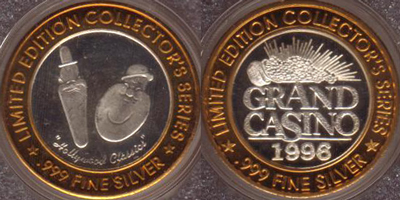 LIMITED EDITION COLLECTOR'S SERIES
"Hollywood Classics"
.999 FINE SILVER
LIMITED EDITION COLLECTOR'S SERIES
GRAND
CASINO
1996
.999 FINE SILVER